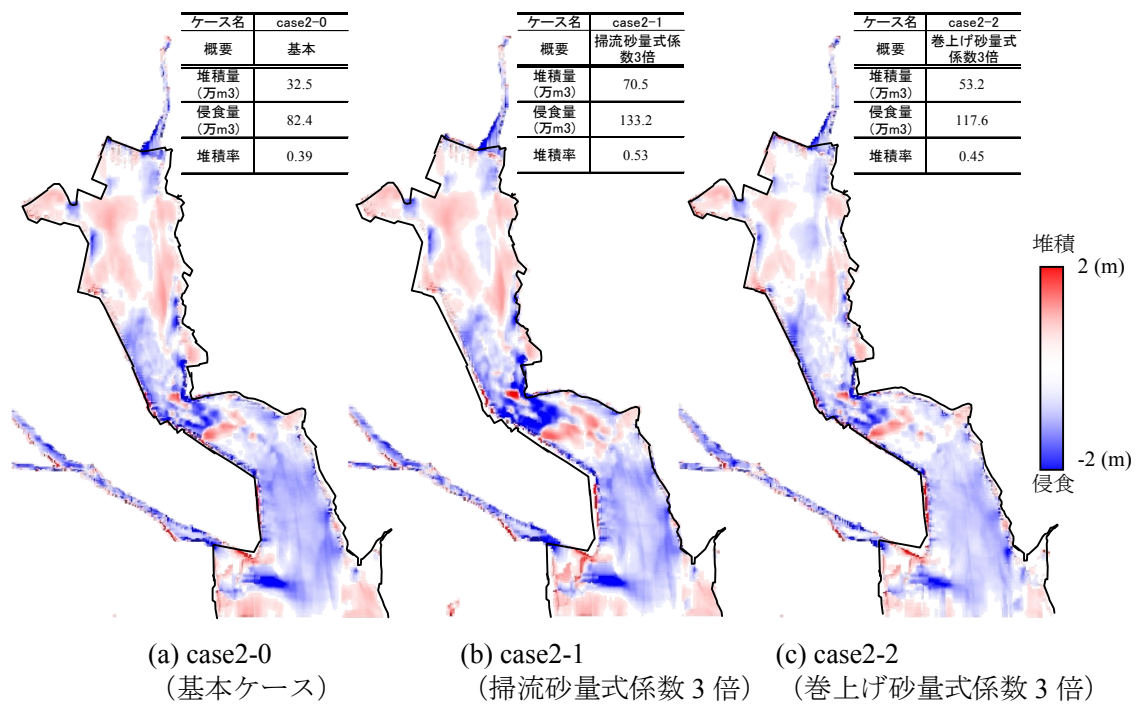 ケース名 case2-0
概要 基本
堆積量
(万m3) 32.5
侵食量
(万m3) 82.4
堆積率 0.39
ケース名 case2-1
概要 掃流砂量式係
数3倍
堆積量
(万m3) 70.5
侵食量
(万m3) 133.2
堆積率 0.53
ケース名 case2-2
概要 巻上げ砂量式
係数3倍
堆積量
(万m3) 53.2
侵食量
(万m3) 117.6
堆積率 0.45
堆積
2 (m)
-2 (m)
侵食
(a) case2-0
（基本ケース）
(b) case2-1
（掃流砂量式係数 3 倍）
(c) case2-2
（巻上げ砂量式係数 3 倍）